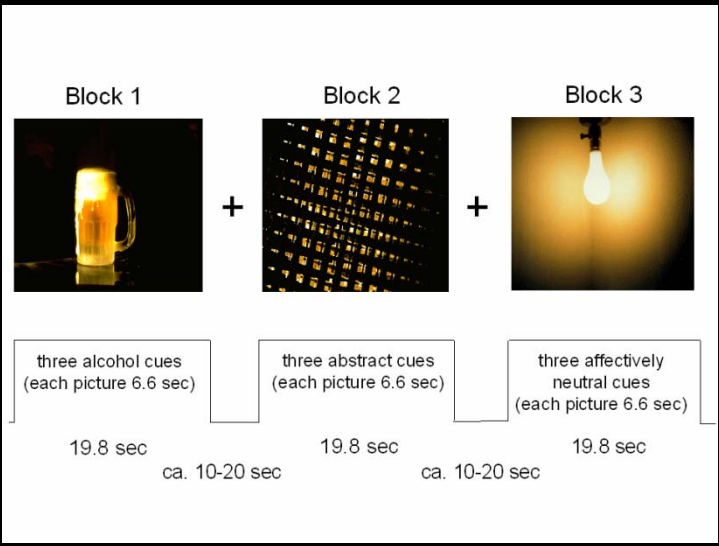 Block 1
Block 2
Block 3
+
+
three alcohol cues
(each picture 6.6 sec)
three abstract cues
(each picture 6.6 sec)
three affectively
neutral cues
(each picture 6.6 sec)
19.8 sec
19.8 sec
19.8 sec
ca. 10-20 sec
ca. 10-20 sec